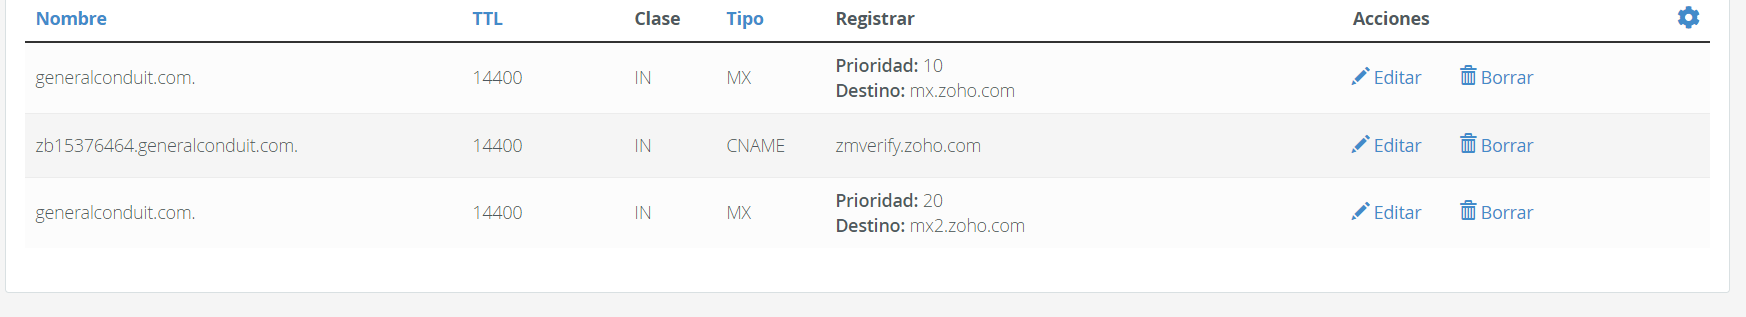 Nombre TTL Clase Tipo Registrar Acciones
generalconduit.com. 14400 IN MX Prioridad: 10 Editar Borrar
Destino: mx.zoho.com
zb15376464.generalconduit.com. 14400 IN CNAME zmverify.zoho.com Editar Borrar
generalconduit.com. 14400 IN MX Prioridad: 20 Editar Borrar
Destino: mx2.zoho.com